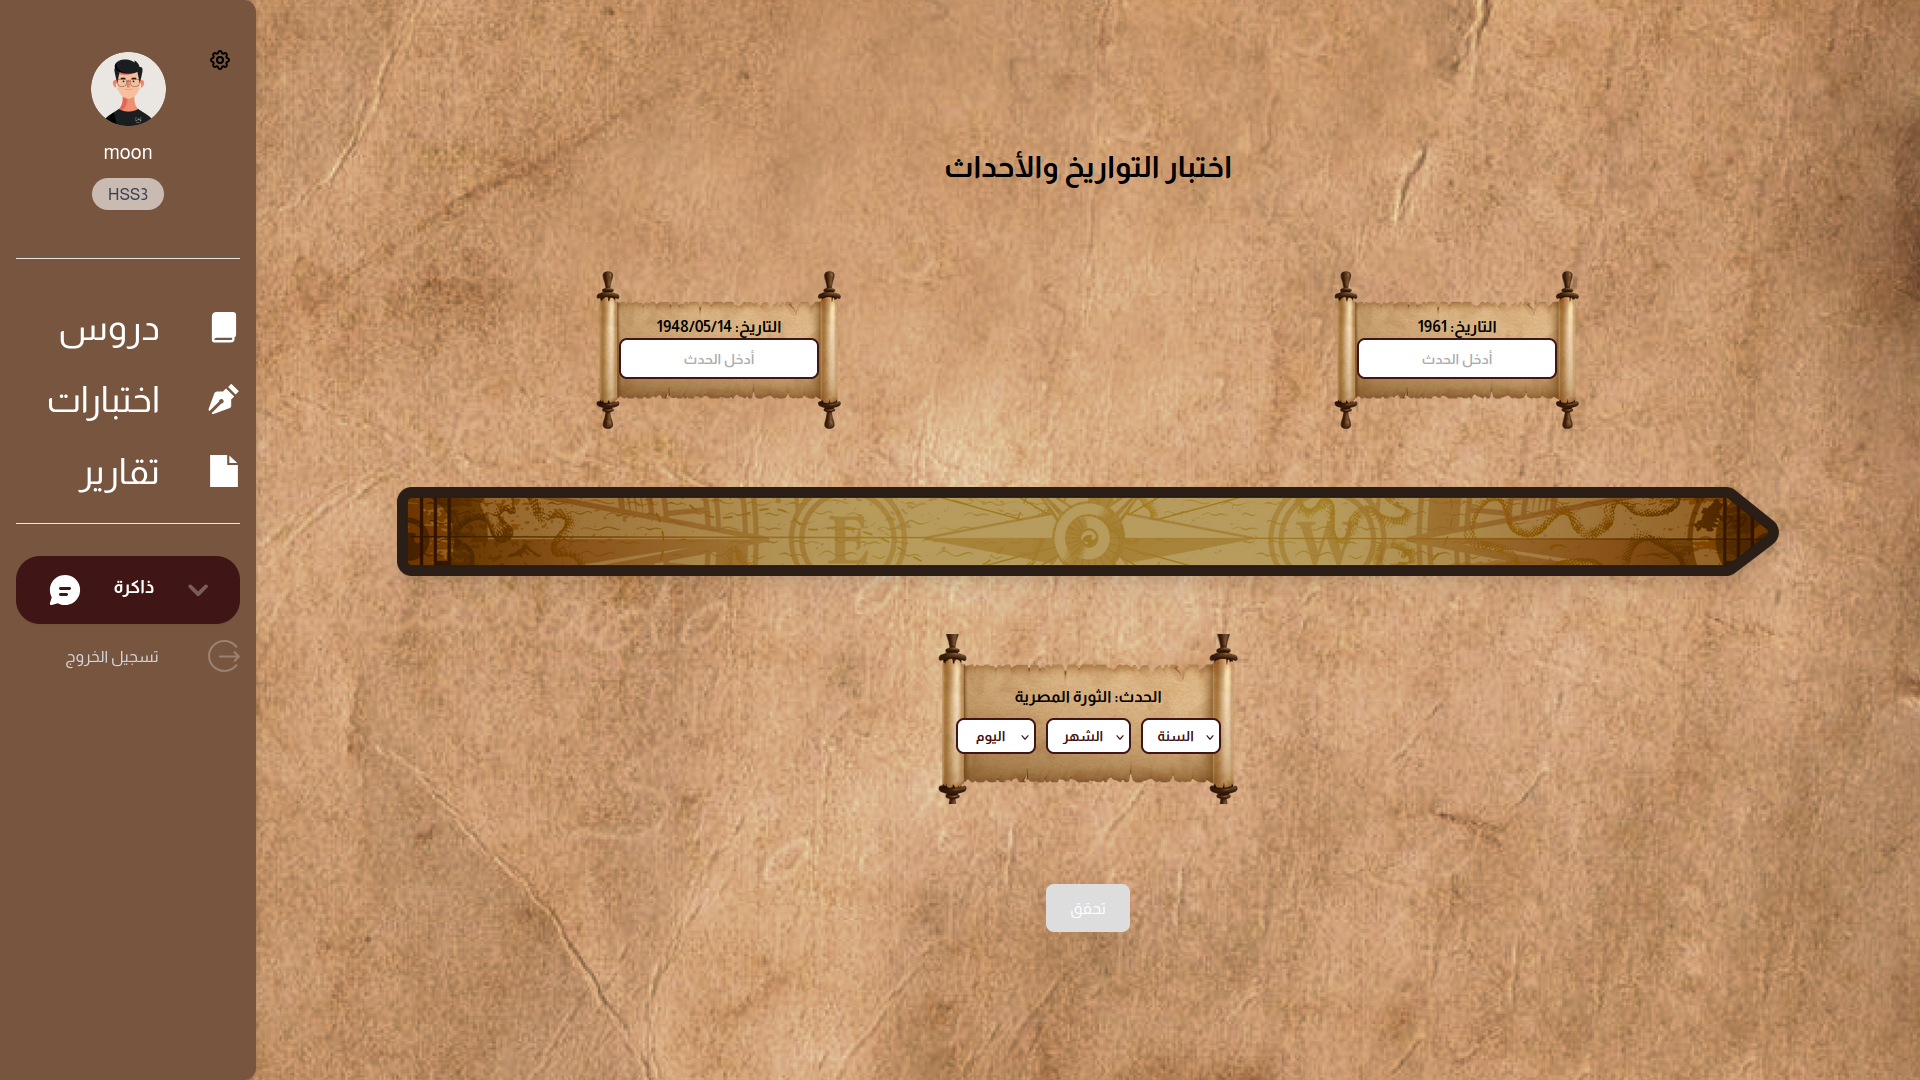 moon
HSS3
دروس
اختبارات
تقارير
ذاكرة
تسجيل الخروج
اختبار التواريخ والأحداث
التاريخ: 1948/05/14
أدخل الحدث
التاريخ: 1961
أدخل الحدث
E
W
الحدث: الثورة المصرية
السنة
الشهر
اليوم
تحقق